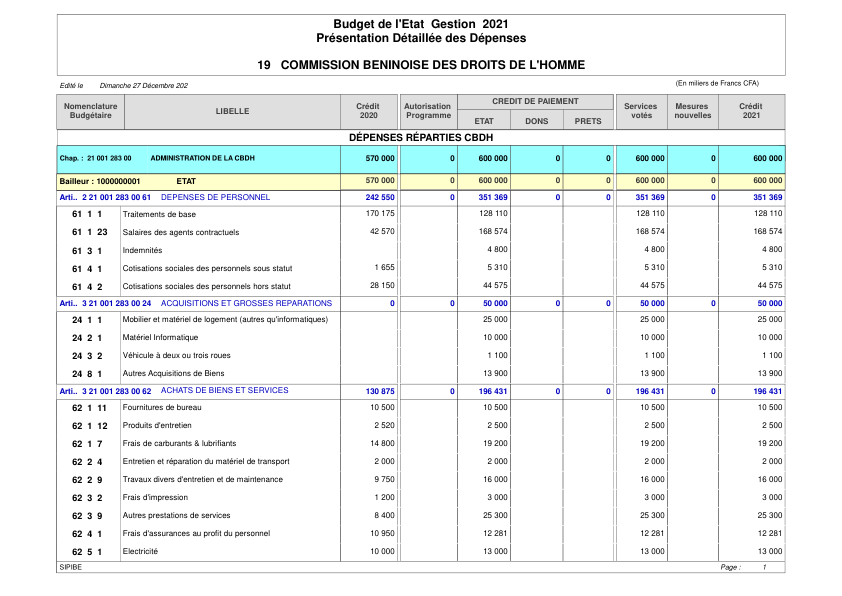 Budget de l'Etat Gestion 2021
Présentation Détaillée des Dépenses
19 COMMISSION BENINOISE DES DROITS DE L'HOMME
Edité le Dimanche 27 Décembre 202 (En miliers de Francs CFA)
Nomenclature Budgétaire LIBELLE Crédit 2020 Autorisation Programme CREDIT DE PAIEMENT ETAT DONS PRETS Services votés Mesures nouvelles Crédit 2021
DÉPENSES RÉPARTIES CBDH
Chap. : 21 001 283 00 ADMINISTRATION DE LA CBDH 570 000 0 600 000 0 0 600 000 0 600 000
Bailleur : 1000000001 ETAT 570 000 0 600 000 0 0 600 000 0 600 000
Arti.. 2 21 001 283 00 61 DEPENSES DE PERSONNEL 242 550 0 351 369 0 0 351 369 0 351 369
61 1 1 Traitements de base 170 175 128 110 128 110 128 110
61 1 23 Salaires des agents contractuels 42 570 168 574 168 574 168 574
61 3 1 Indemnités 4 800 4 800 4 800
61 4 1 Cotisations sociales des personnels sous statut 1 655 5 310 5 310 5 310
61 4 2 Cotisations sociales des personnels hors statut 28 150 44 575 44 575 44 575
Arti.. 3 21 001 283 00 24 ACQUISITIONS ET GROSSES REPARATIONS 0 0 50 000 0 0 50 000 0 50 000
24 1 1 Mobilier et matériel de logement (autres qu'informatiques) 25 000 25 000 25 000
24 2 1 Matériel Informatique 10 000 10 000 10 000
24 3 2 Véhicule à deux ou trois roues 1 100 1 100 1 100
24 8 1 Autres Acquisitions de Biens 13 900 13 900 13 900
Arti.. 3 21 001 283 00 62 ACHATS DE BIENS ET SERVICES 130 875 0 196 431 0 0 196 431 0 196 431
62 1 11 Fournitures de bureau 10 500 10 500 10 500 10 500
62 1 12 Produits d'entretien 2 520 2 500 2 500 2 500
62 1 7 Frais de carburants & lubrifiants 14 800 19 200 19 200 19 200
62 2 4 Entretien et réparation du matériel de transport 2 000 2 000 2 000 2 000
62 2 9 Travaux divers d'entretien et de maintenance 9 750 16 000 16 000 16 000
62 3 2 Frais d'impression 1 200 3 000 3 000 3 000
62 3 9 Autres prestations de services 8 400 25 300 25 300 25 300
62 4 1 Frais d'assurances au profit du personnel 10 950 12 281 12 281 12 281
62 5 1 Electricité 10 000 13 000 13 000 13 000
SIPIBE Page : 1